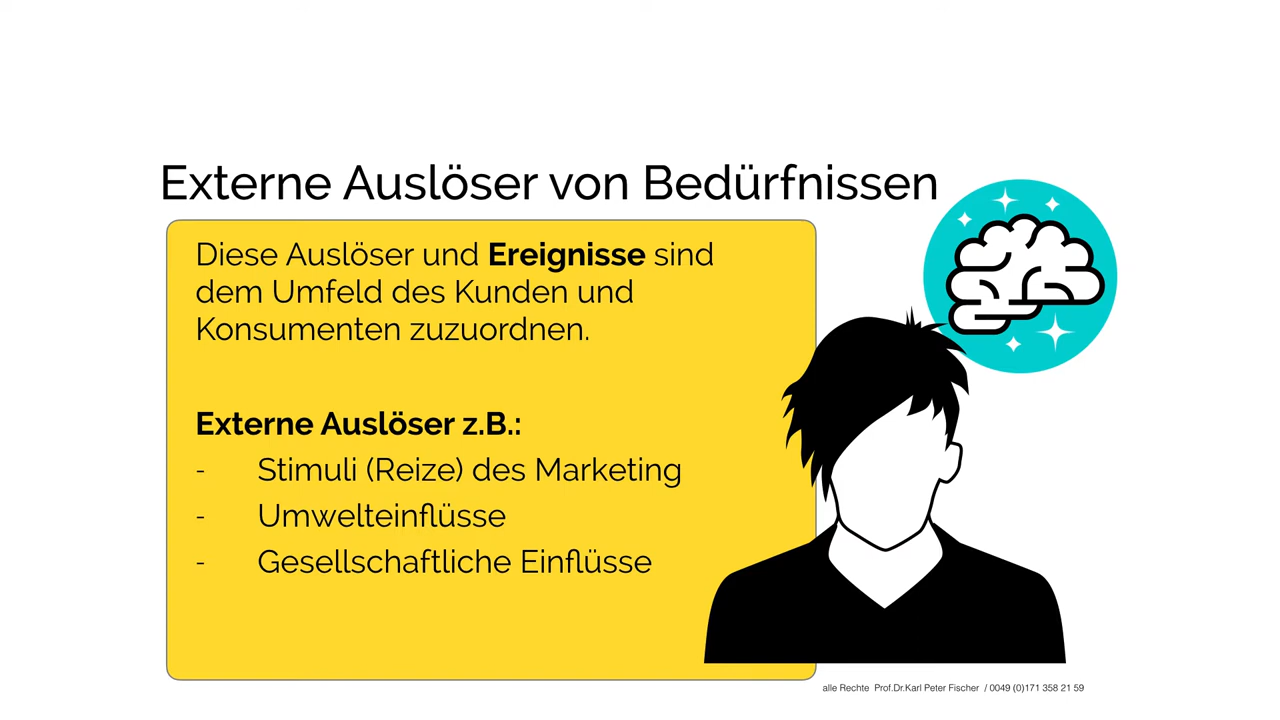 Externe Auslöser von Bedürfnissen
Diese Auslöser und Ereignisse sind
dem Umfeld des Kunden und
Konsumenten zuzuordnen.
Externe Auslöser z.B.:
- Stimuli (Reize) des Marketing
- Umwelteinflüsse
- Gesellschaftliche Einflüsse
alle Rechte Prof.Dr.Karl Peter Fischer / 0049 (0)171 358 21 59